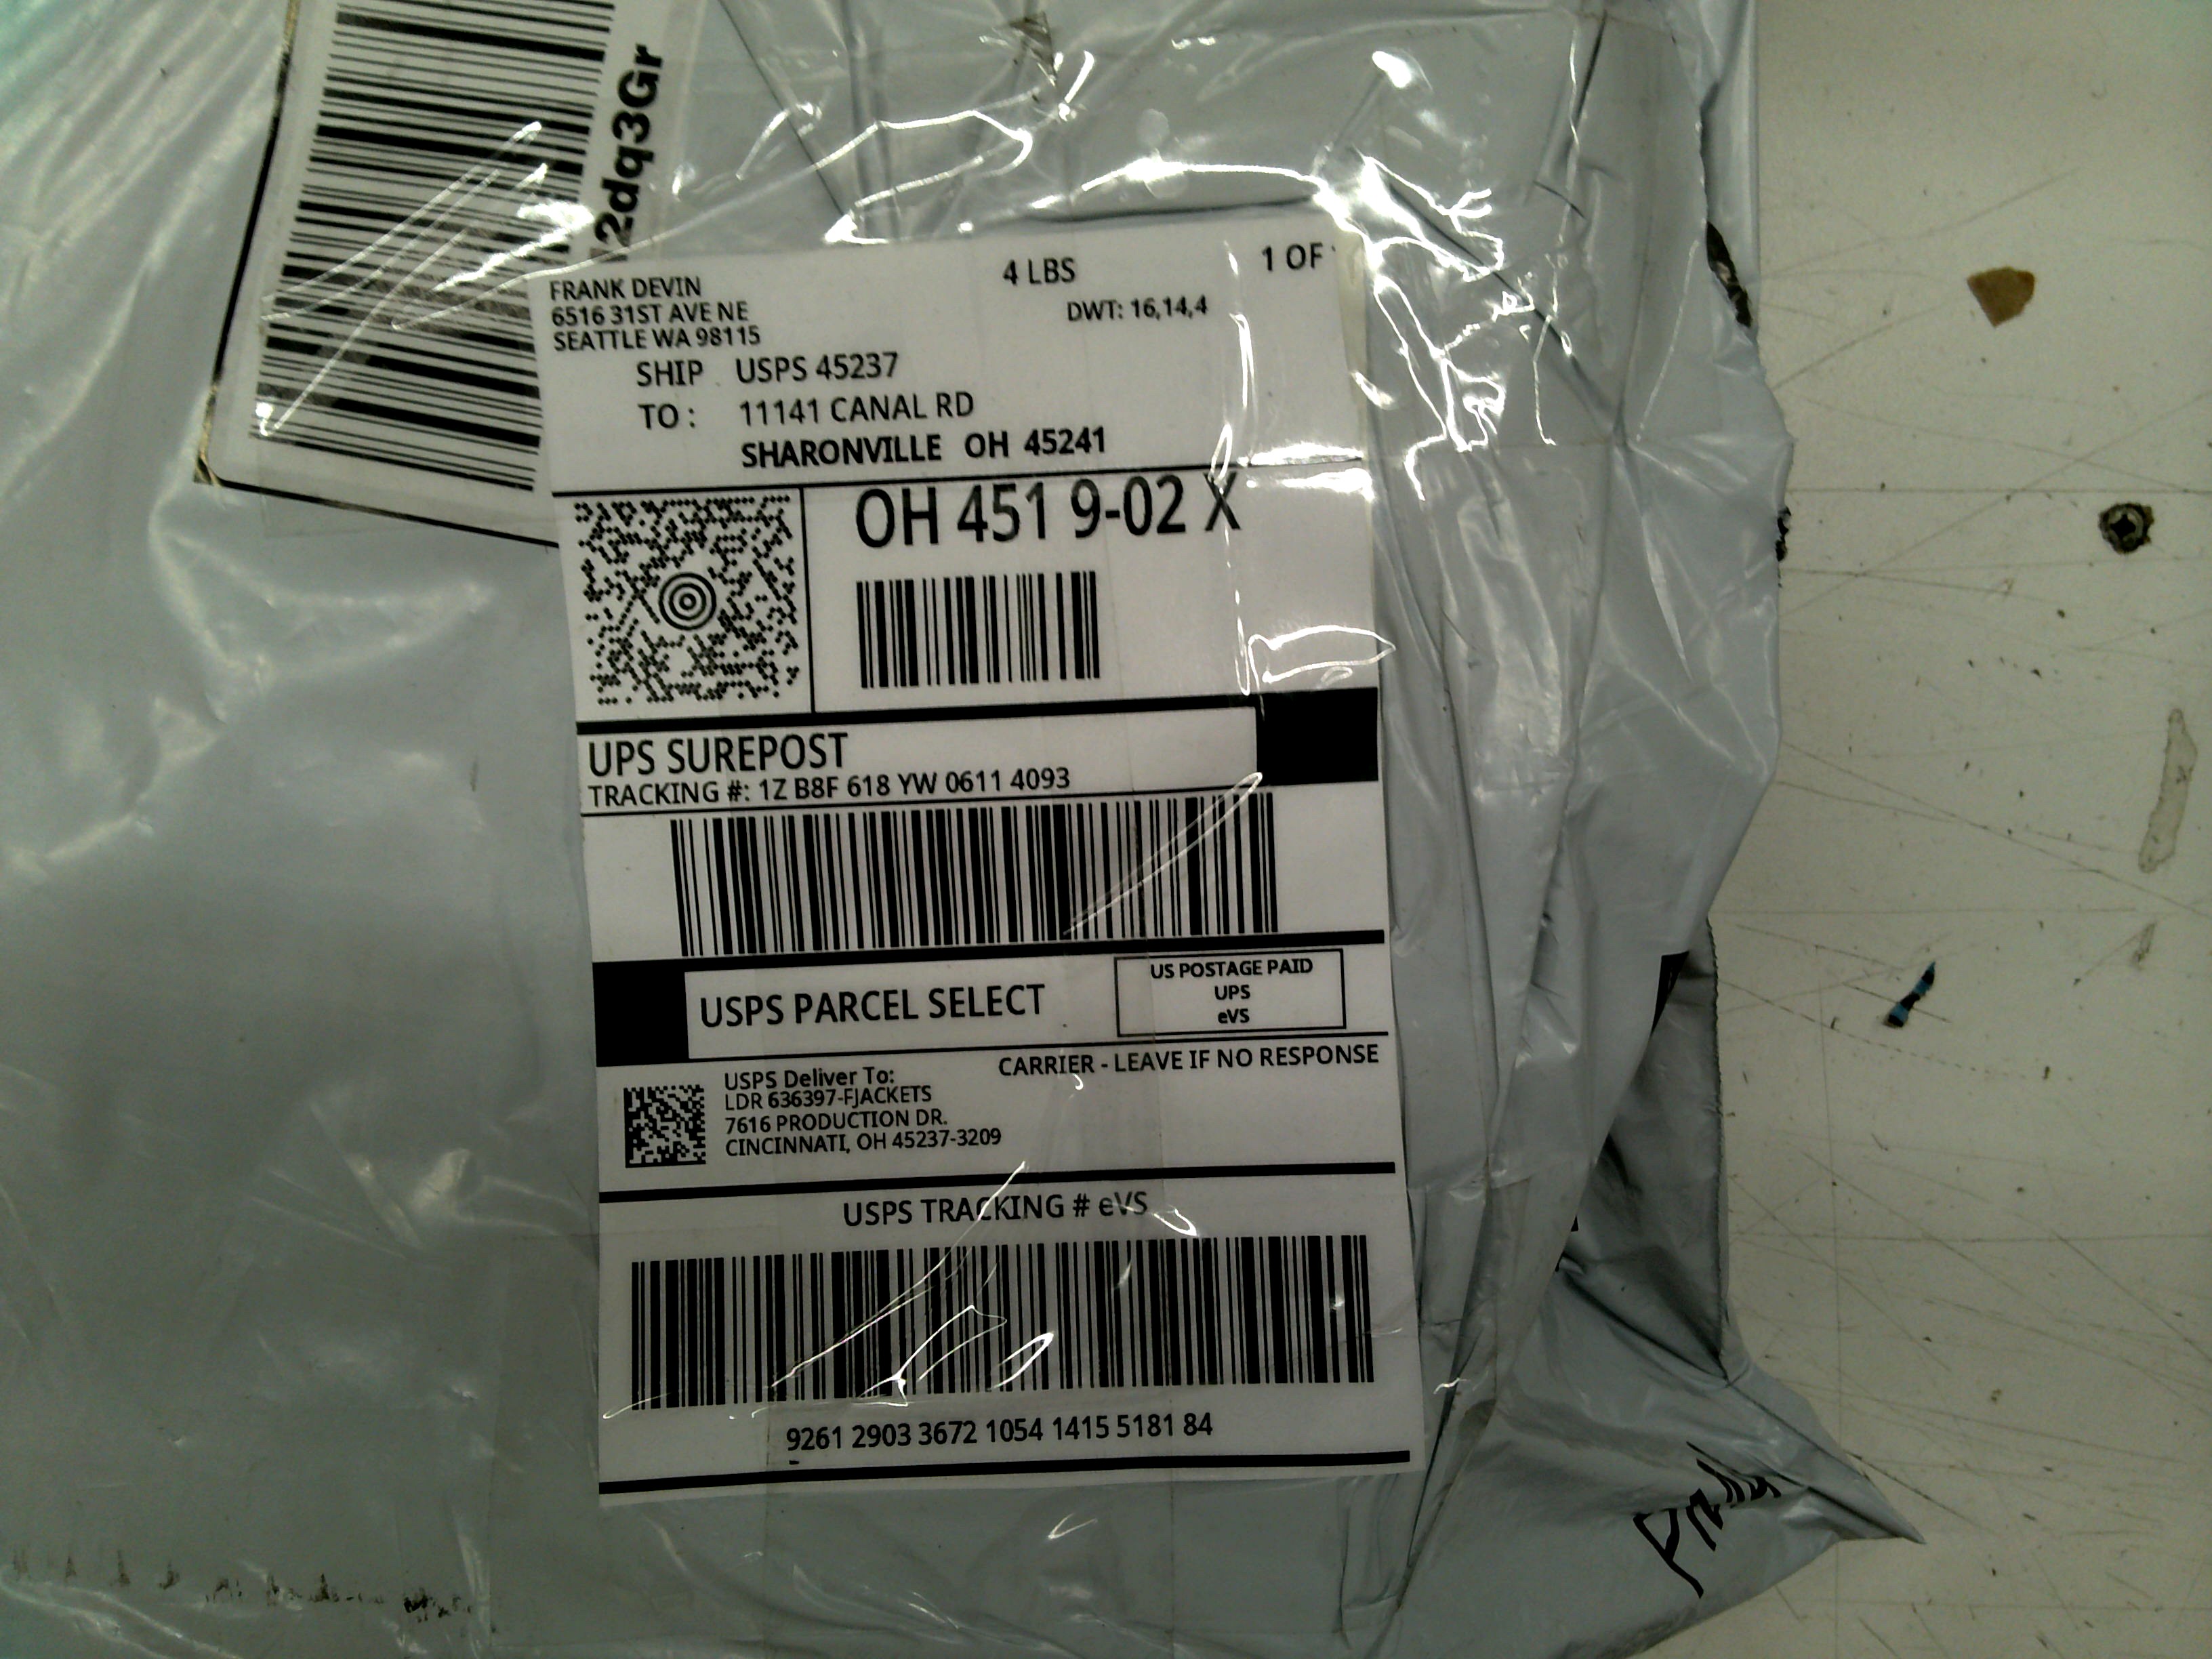 2dq3Gr
FRANK DEVIN
6516 31ST AVE NE
SEATTLE WA 98115
4 LBS
1 OF
DWT: 16,14,4
SHIP USPS 45237
TO: 11141 CANAL RD
SHARONVILLE OH 45241
OH 451 9-02 X
UPS SUREPOST
TRACKING #: 1Z B8F 618 YW 0611 4093
USPS PARCEL SELECT
US POSTAGE PAID
UPS
eVS
CARRIER - LEAVE IF NO RESPONSE
USPS Deliver To:
LDR 636397-FJACKETS
7616 PRODUCTION DR.
CINCINNATI, OH 45237-3209
USPS TRACKING # eVS
9261 2903 3672 1054 1415 5181 84